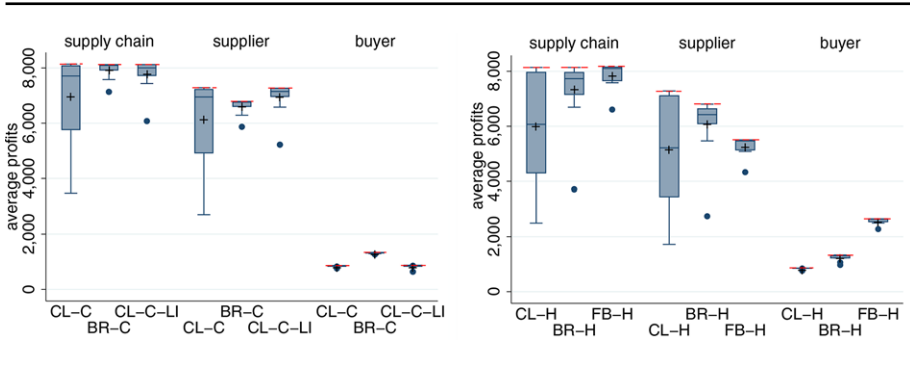 supply chain supplier buyer
average profits
8,000
6,000
4,000
2,000
0
CL–C CL–C–LI BR–C CL–C CL–C–LI
BR–C CL–C CL–C–LI BR–C
supply chain supplier buyer
average profits
8,000
6,000
4,000
2,000
0
CL–H FB–H BR–H CL–H FB–H
BR–H CL–H FB–H BR–H